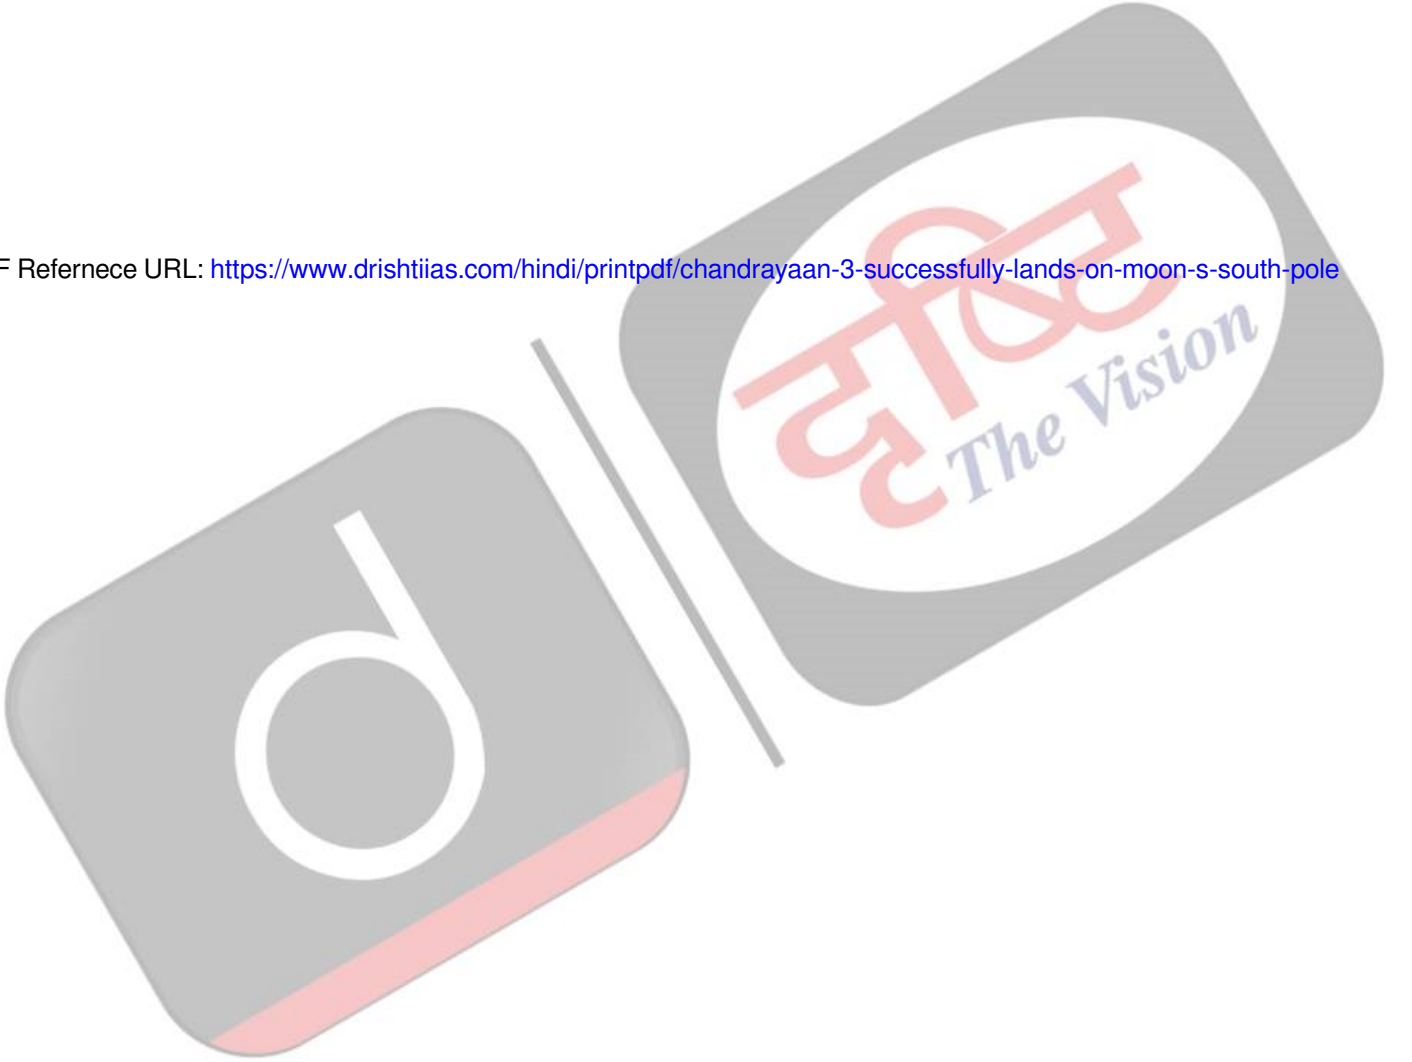 F Refernece URL: https://www.drishtiias.com/hindi/printpdf/chandrayaan-3-successfully-lands-on-moon-s-south-pole
दृष्टि
The Vision
d